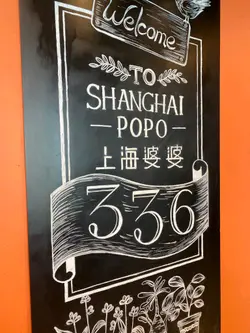 Welcome
TO
SHANGHAI
— POPO —
上海婆婆
336